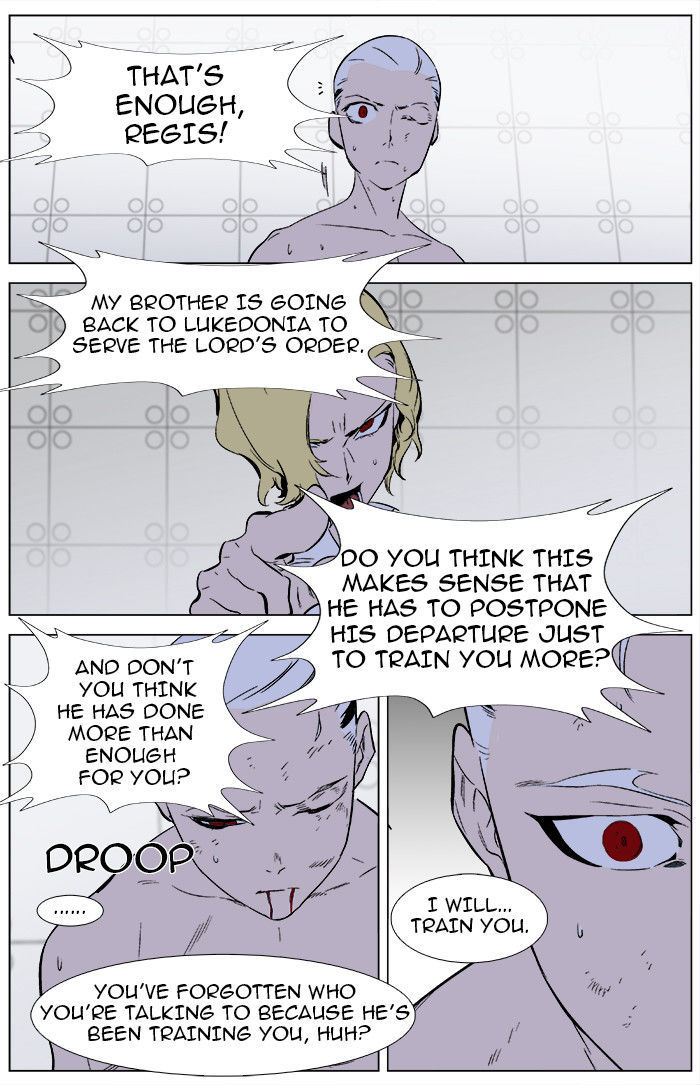 THAT'S
ENOUGH,
REGIS!
MY BROTHER IS GOING
BACK TO LUKEDONIA TO
SERVE THE LORD'S ORDER.
DO YOU THINK THIS
MAKES SENSE THAT
HE HAS TO POSTPONE
HIS DEPARTURE JUST
TO TRAIN YOU MORE?
AND DON'T
YOU THINK
HE HAS DONE
MORE THAN
ENOUGH
FOR YOU?
DROOP
......
YOU'VE FORGOTTEN WHO
YOU'RE TALKING TO BECAUSE HE'S
BEEN TRAINING YOU, HUH?
I WILL...
TRAIN YOU.